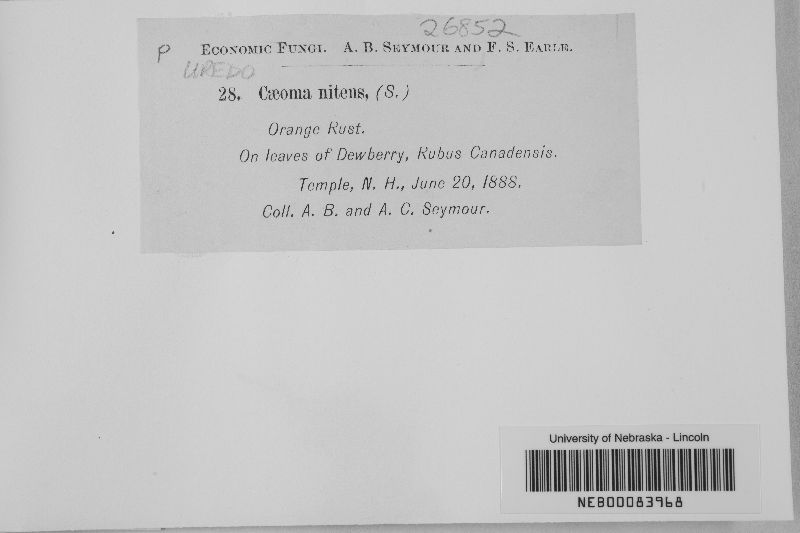 26852
P Economic Fungi. A. B. Seymour and F. S. Earle.
UREDO
28. Cæoma nitens, (S.)
Orange Rust.
On leaves of Dewberry, Rubus Canadensis.
Temple, N. H., June 20, 1888.
Coll. A. B. and A. C. Seymour.
University of Nebraska - Lincoln
NEB00083968